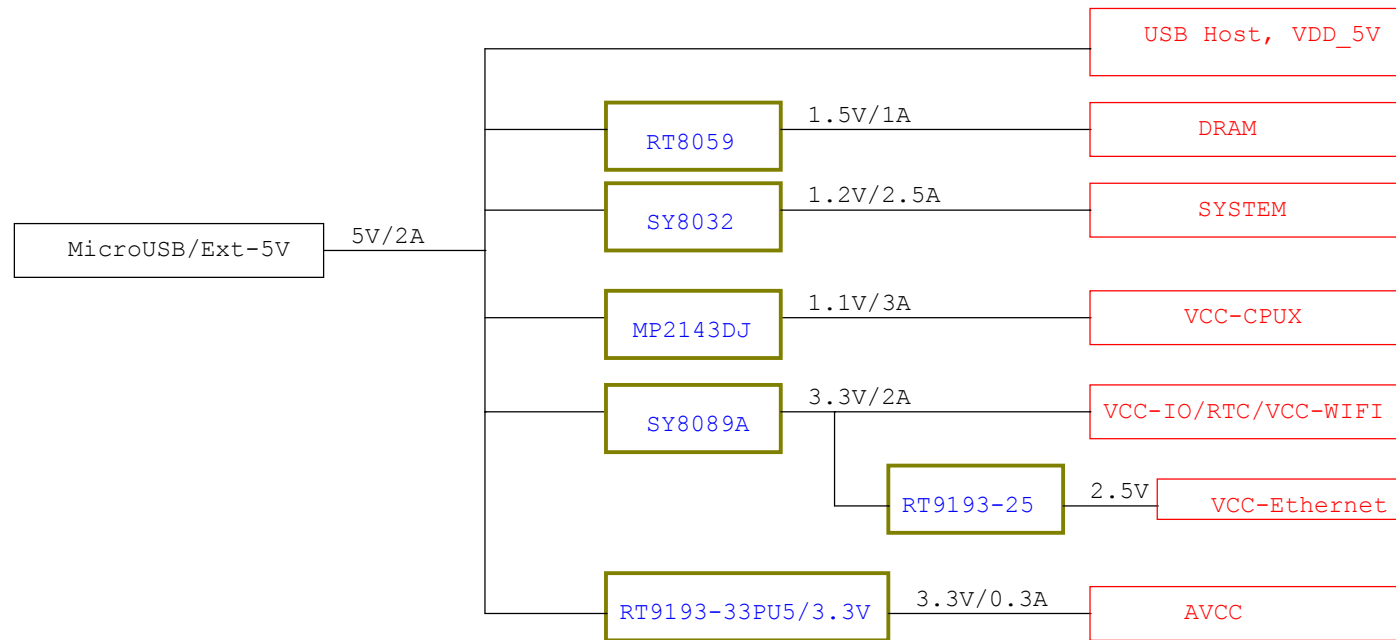 USB Host, VDD_5V
1.5V/1A
RT8059
DRAM
1.2V/2.5A
SY8032
SYSTEM
MicroUSB/Ext-5V
5V/2A
1.1V/3A
MP2143DJ
VCC-CPUX
3.3V/2A
SY8089A
VCC-IO/RTC/VCC-WIFI
RT9193-25
2.5V
VCC-Ethernet
RT9193-33PU5/3.3V
3.3V/0.3A
AVCC